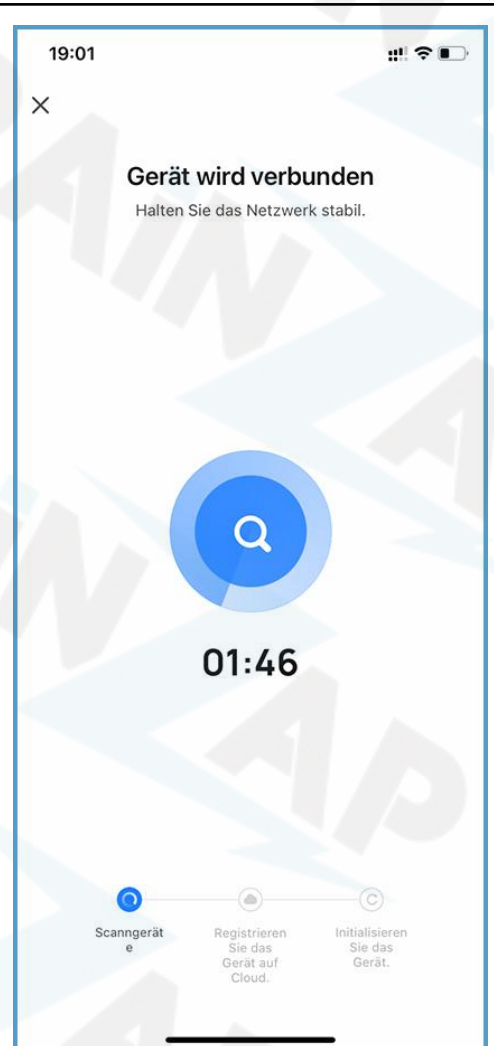 19:01
Gerät wird verbunden
Halten Sie das Netzwerk stabil.
01:46
Scanngerät
e
Registrieren
Sie das
Gerät auf
Cloud.
Initialisieren
Sie das
Gerät.